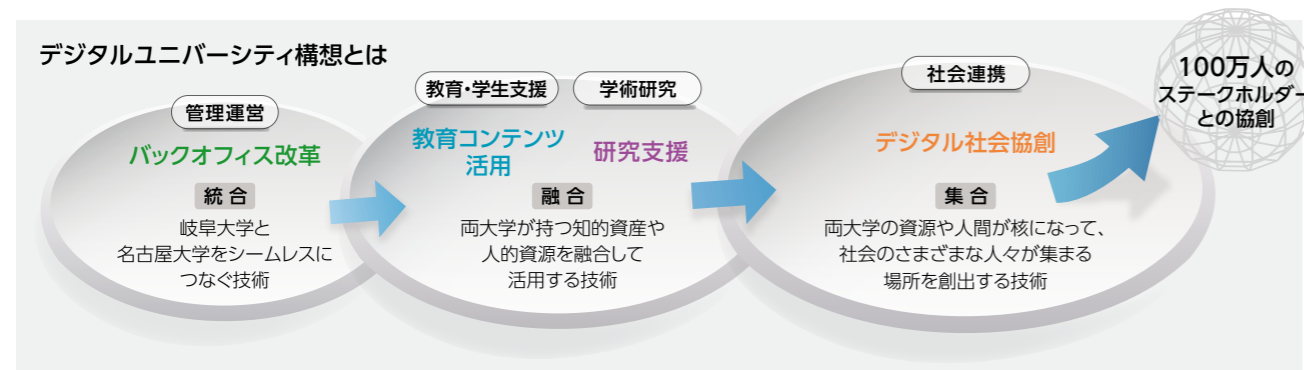 デジタルユニバーシティ構想とは
管理運営
バックオフィス改革
統合
岐阜大学と
名古屋大学をシームレスに
つなぐ技術
教育・学生支援
学術研究
教育コンテンツ
活用
研究支援
融合
両大学が持つ知的資産や
人的資源を融合して
活用する技術
社会連携
デジタル社会協創
集合
両大学の資源や人間が核になって、
社会のさまざまな人々が集まる
場所を創出する技術
100万人の
ステークホルダー
との協創